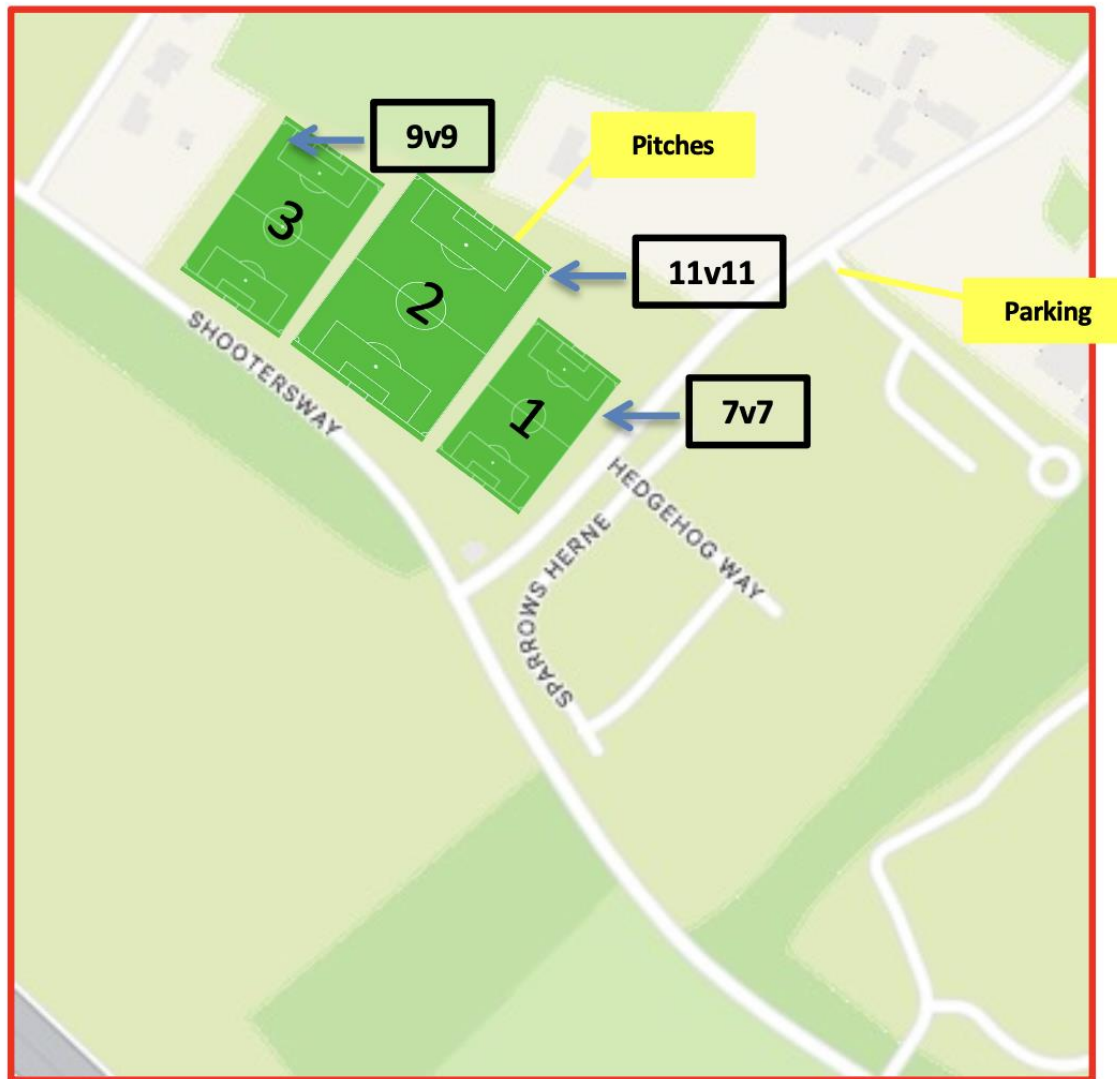 9v9
Pitches
3
11v11
2
Parking
SHOOTERSWAY
7v7
1
HEDGEHOG WAY
SPARROWS HERNE